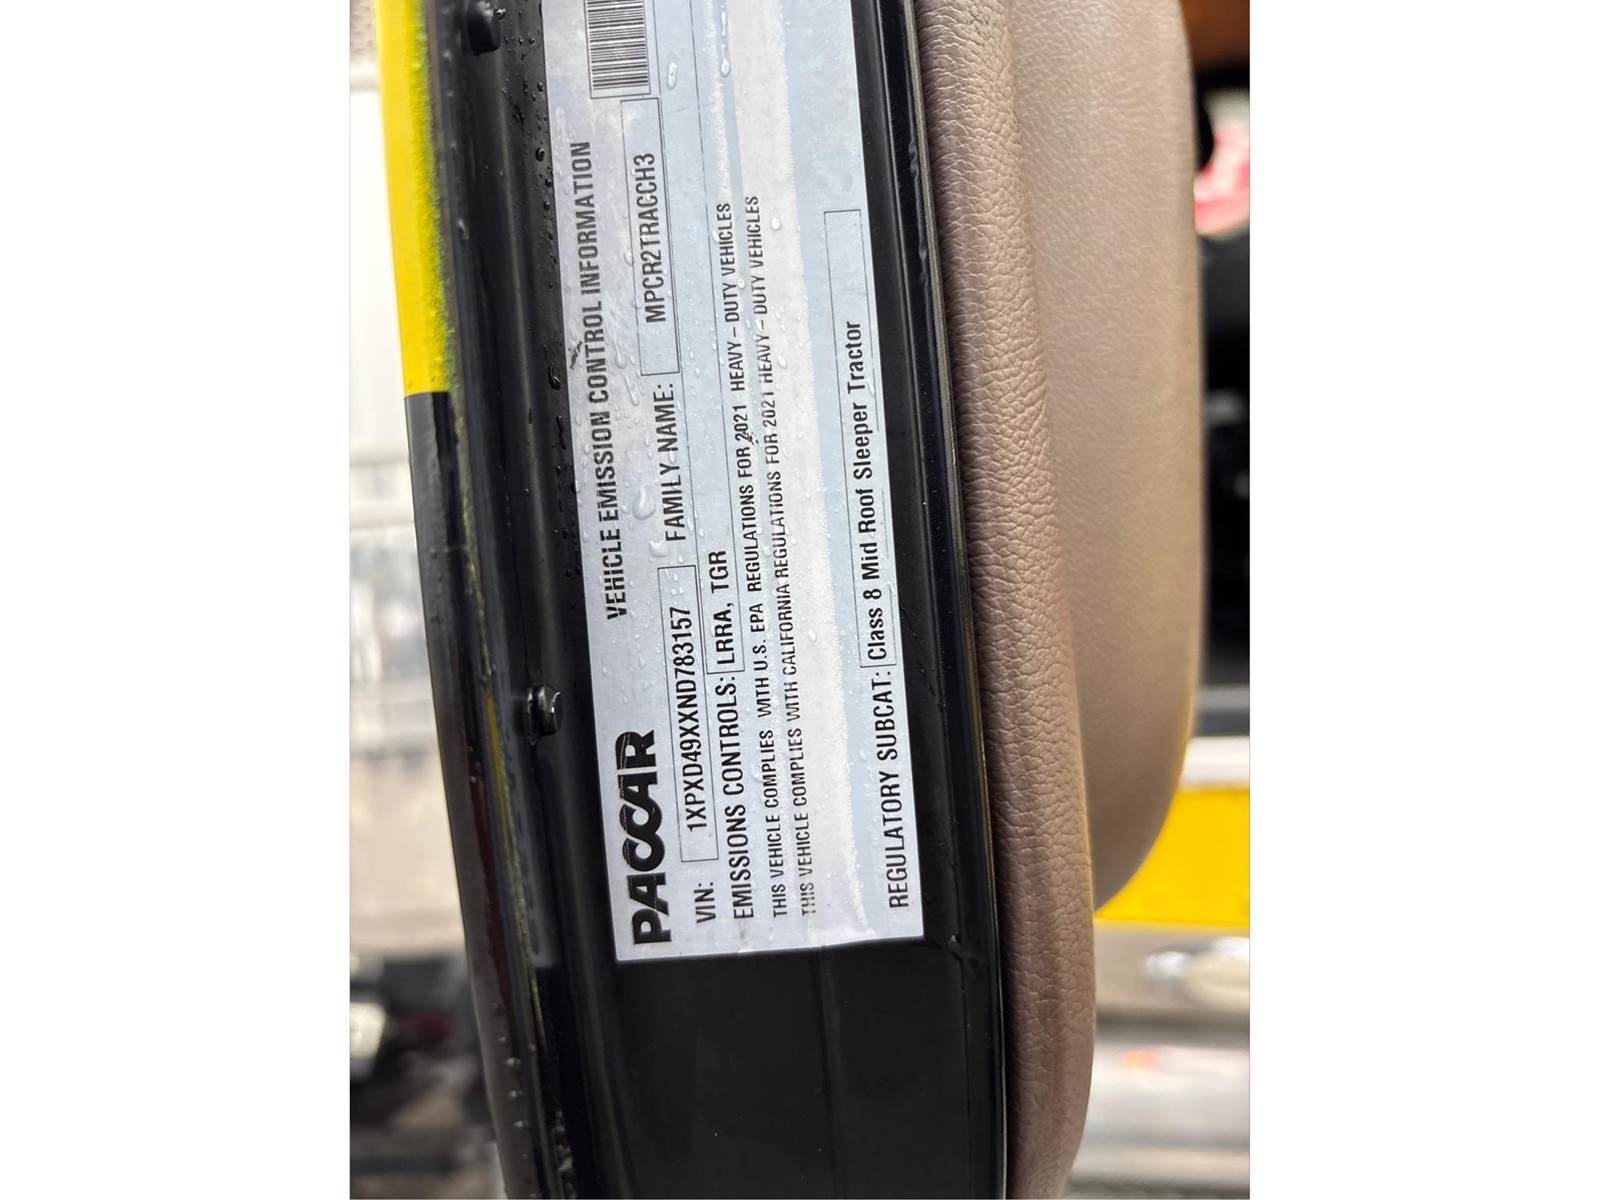 VEHICLE EMISSION CONTROL INFORMATION
PACCAR
VIN: 1XPXD49XXND783157 FAMILY NAME: MPCR2TRACCH3
EMISSIONS CONTROLS: LRRA, TGR
THIS VEHICLE COMPLIES WITH U.S. EPA REGULATIONS FOR 2021 HEAVY-DUTY VEHICLES
THIS VEHICLE COMPLIES WITH CALIFORNIA REGULATIONS FOR 2021 HEAVY-DUTY VEHICLES
REGULATORY SUBCAT: Class 8 Mid Roof Sleeper Tractor